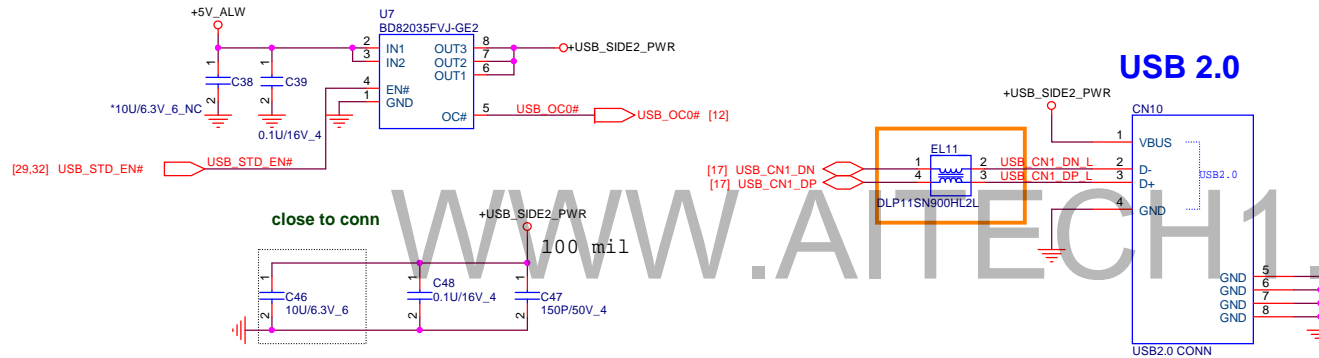 +5V_ALW
U7
BD82035FVJ-GE2
2 IN1 OUT3 8
3 IN2 OUT2 7
OUT1 6
4 EN#
1 GND
OC# 5
+USB_SIDE2_PWR
USB_OC0# USB_OC0# [12]
1 1
C38 C39
2 2
*10U/6.3V_6_NC
0.1U/16V_4
[29,32] USB_STD_EN# USB_STD_EN#
close to conn
+USB_SIDE2_PWR
100 mil
1 1 1
C46 C48 C47
10U/6.3V_6 0.1U/16V_4 150P/50V_4
2 2 2
USB 2.0
+USB_SIDE2_PWR
CN10
1 VBUS
EL11
[17] USB_CN1_DN 1 2 USB_CN1_DN_L 2 D-
[17] USB_CN1_DP 4 3 USB_CN1_DP_L 3 D+
USB2.0
DLP11SN900HL2L
4 GND
GND 5
GND 6
GND 7
GND 8
USB2.0 CONN
WWW.AITECH1.